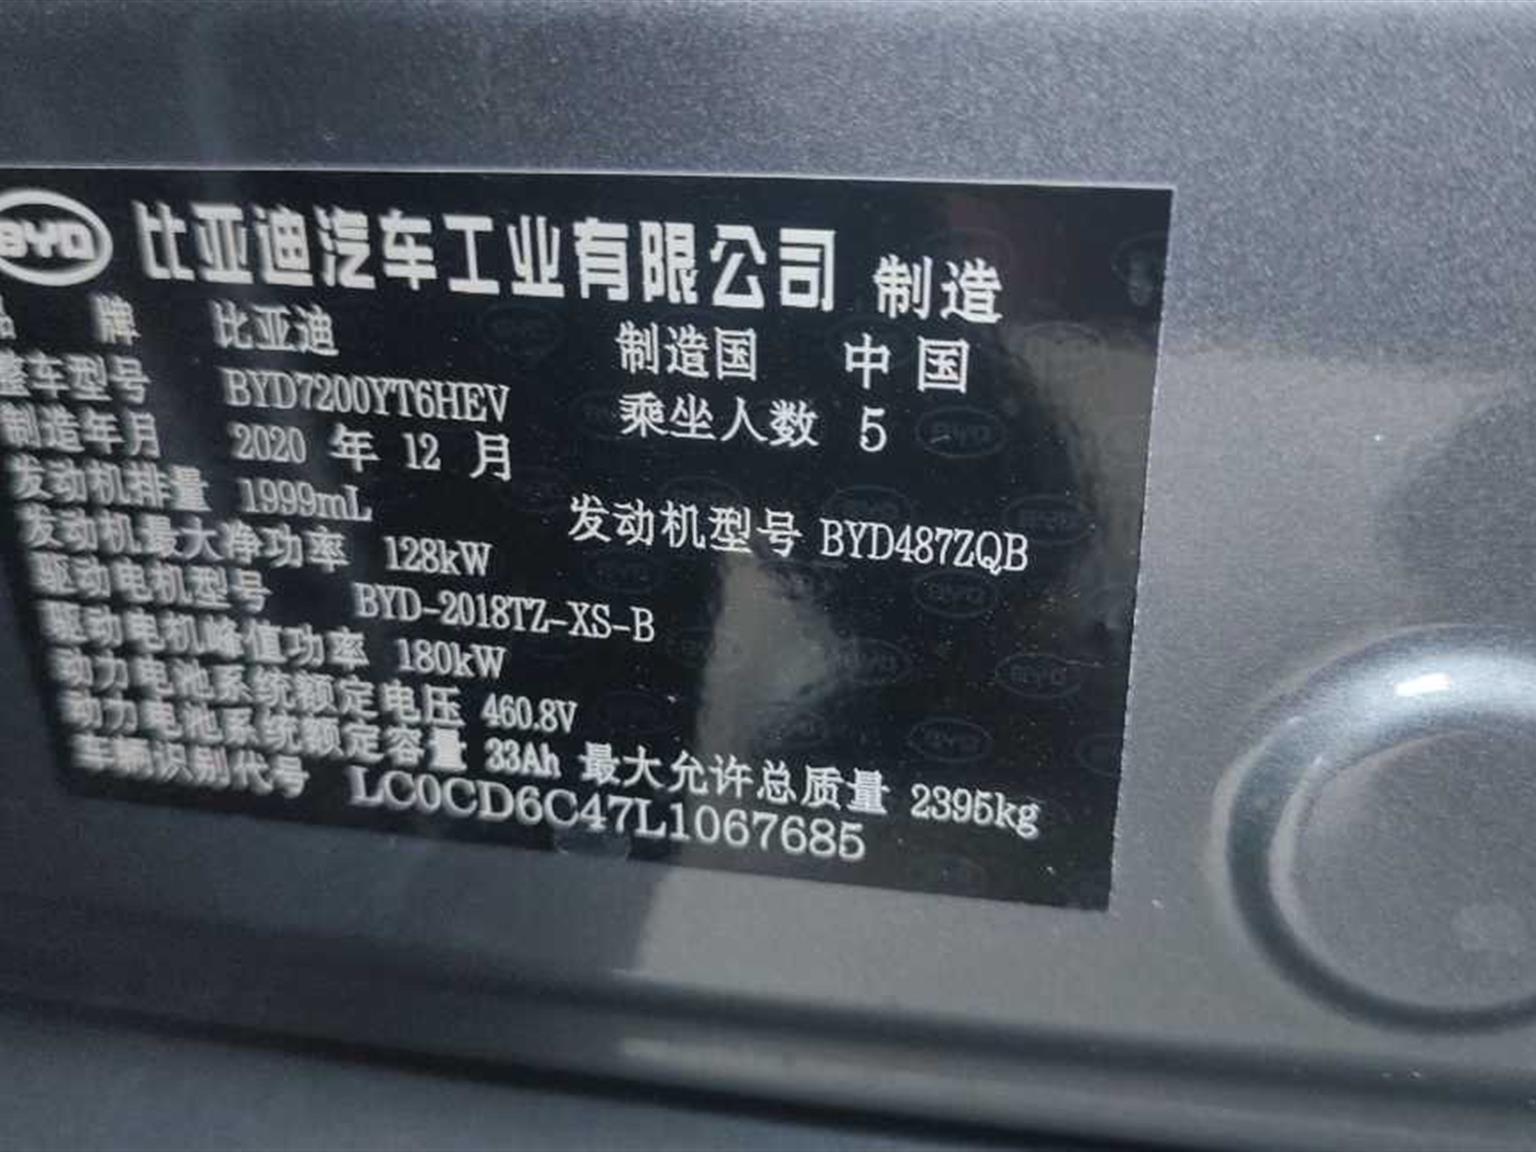 BYD 比亚迪汽车工业有限公司 制造
品 牌 比亚迪 制造国 中国
整车型号 BYD7200YT6HEV 乘坐人数 5
制造年月 2020 年 12 月
发动机排量 1999mL 发动机型号 BYD487ZQB
发动机最大净功率 128kW
驱动电机型号 BYD-2018TZ-XS-B
驱动电机峰值功率 180kW
动力电池系统额定电压 460.8V
动力电池系统额定容量 33Ah 最大允许总质量 2395kg
车辆识别代号 LC0CD6C47L1067685